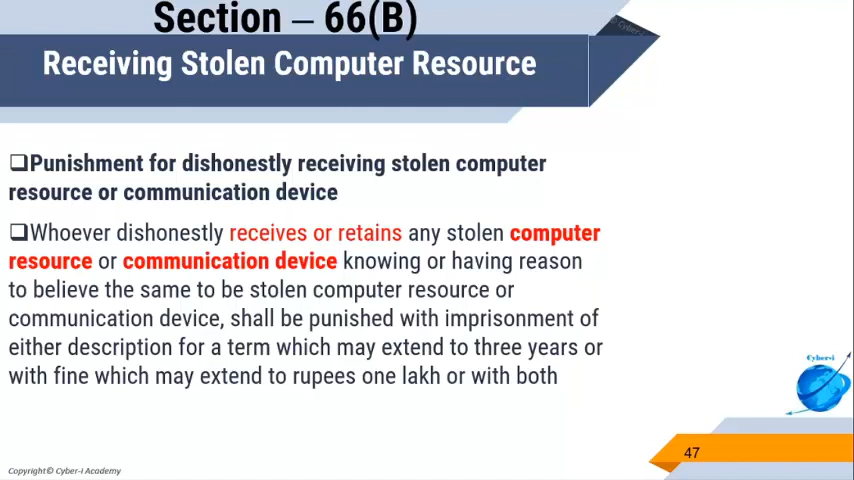 Section – 66(B)
Receiving Stolen Computer Resource
❑Punishment for dishonestly receiving stolen computer
resource or communication device
❑Whoever dishonestly receives or retains any stolen computer
resource or communication device knowing or having reason
to believe the same to be stolen computer resource or
communication device, shall be punished with imprisonment of
either description for a term which may extend to three years or
with fine which may extend to rupees one lakh or with both
Cyber-i
47
Copyright© Cyber-I Academy